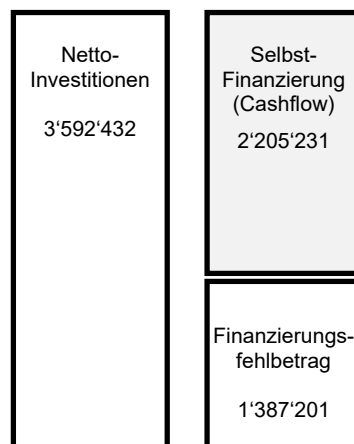 Netto-
Investitionen
3‘592‘432
Selbst-
Finanzierung
(Cashflow)
2‘205‘231
Finanzierungs-
fehlbetrag
1‘387‘201